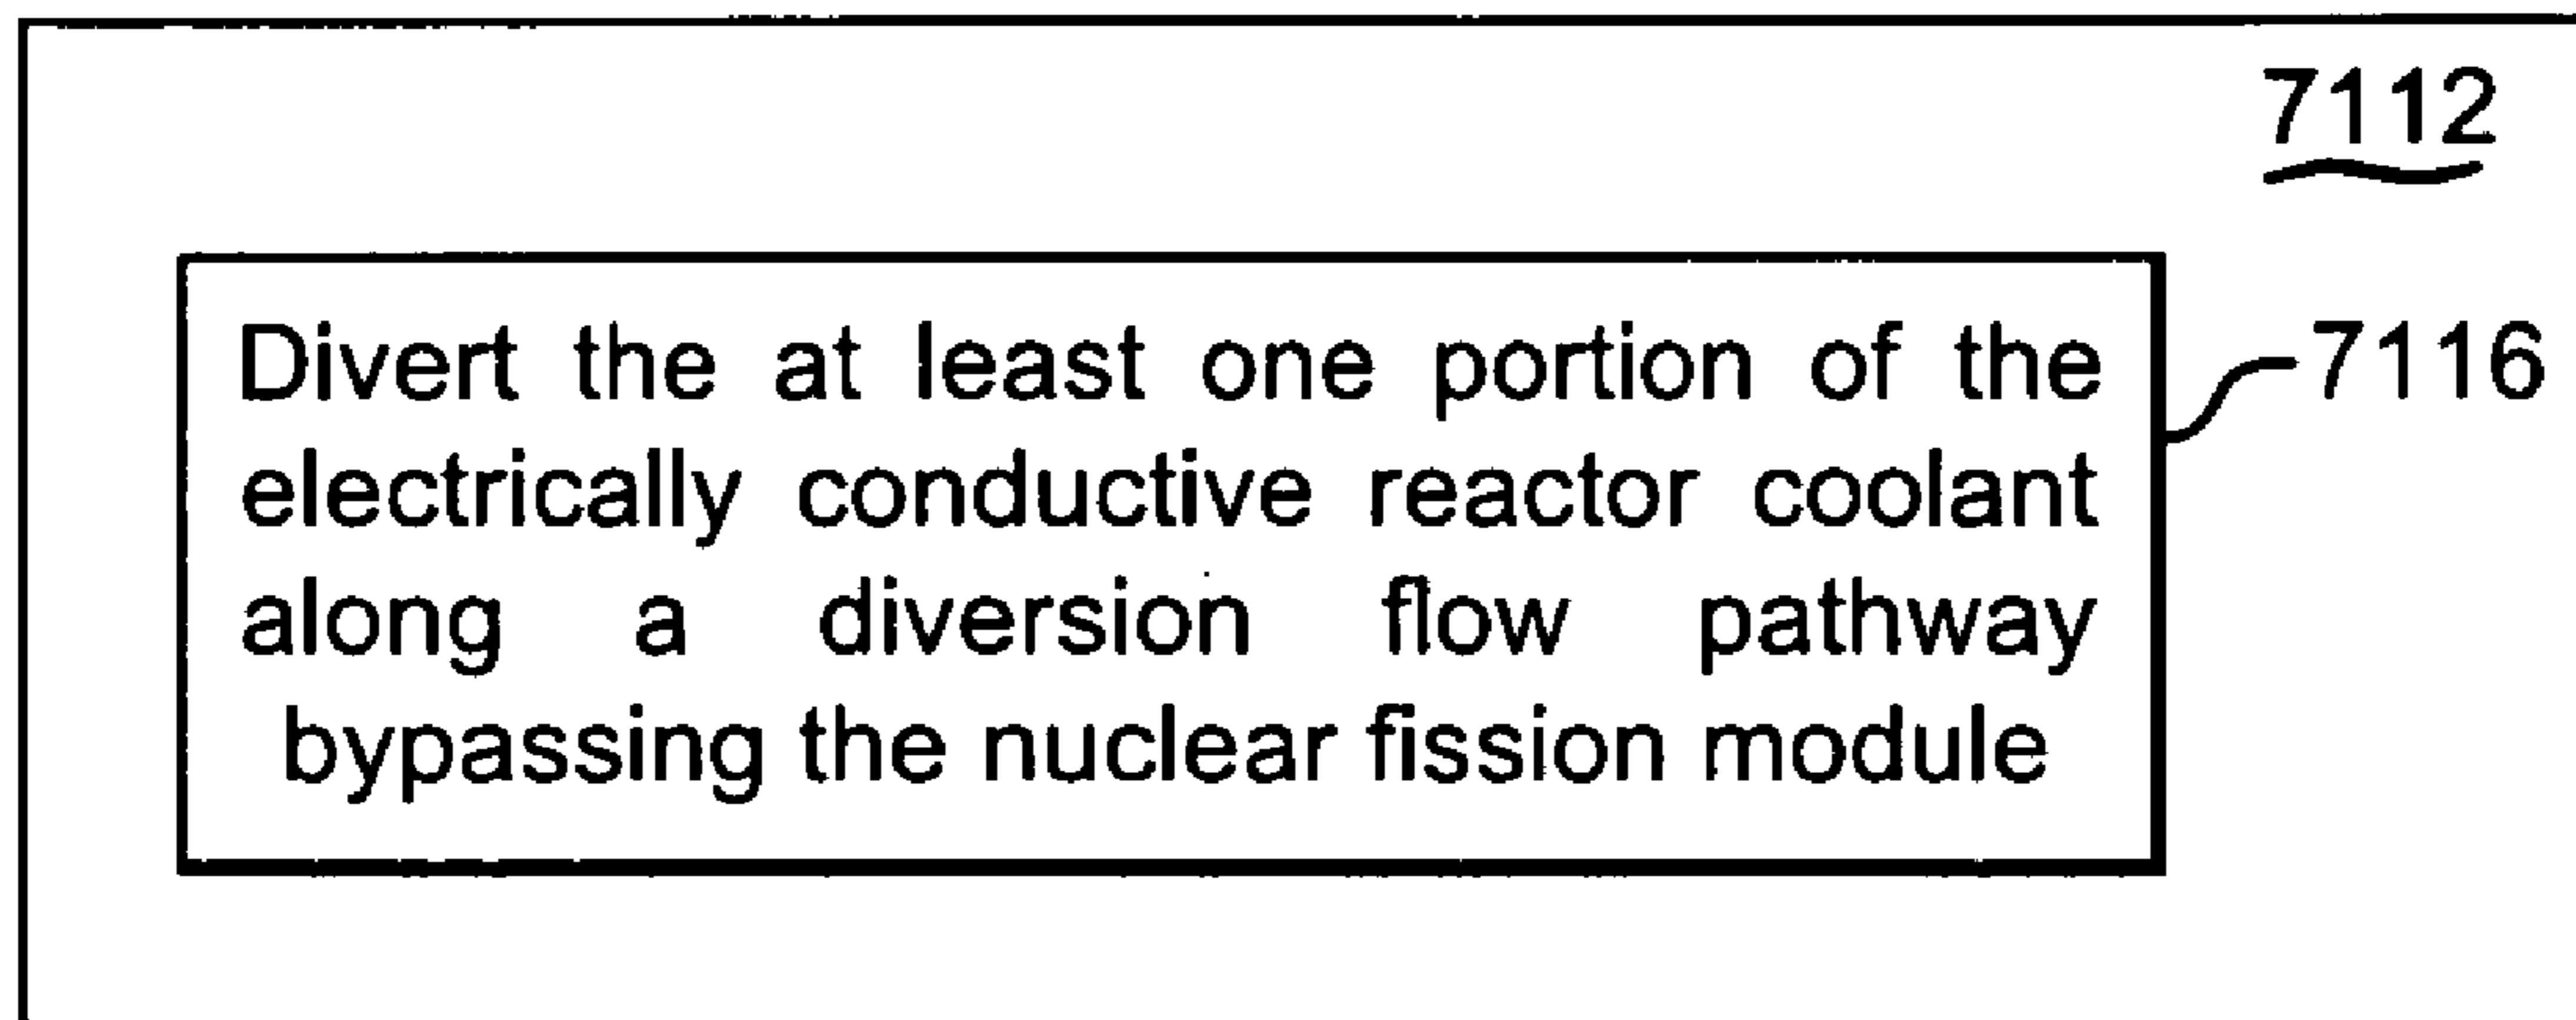 7112
Divert the at least one portion of the
7116
electrically conductive reactor coolant
along a diversion flow pathway
bypassing the nuclear fission module